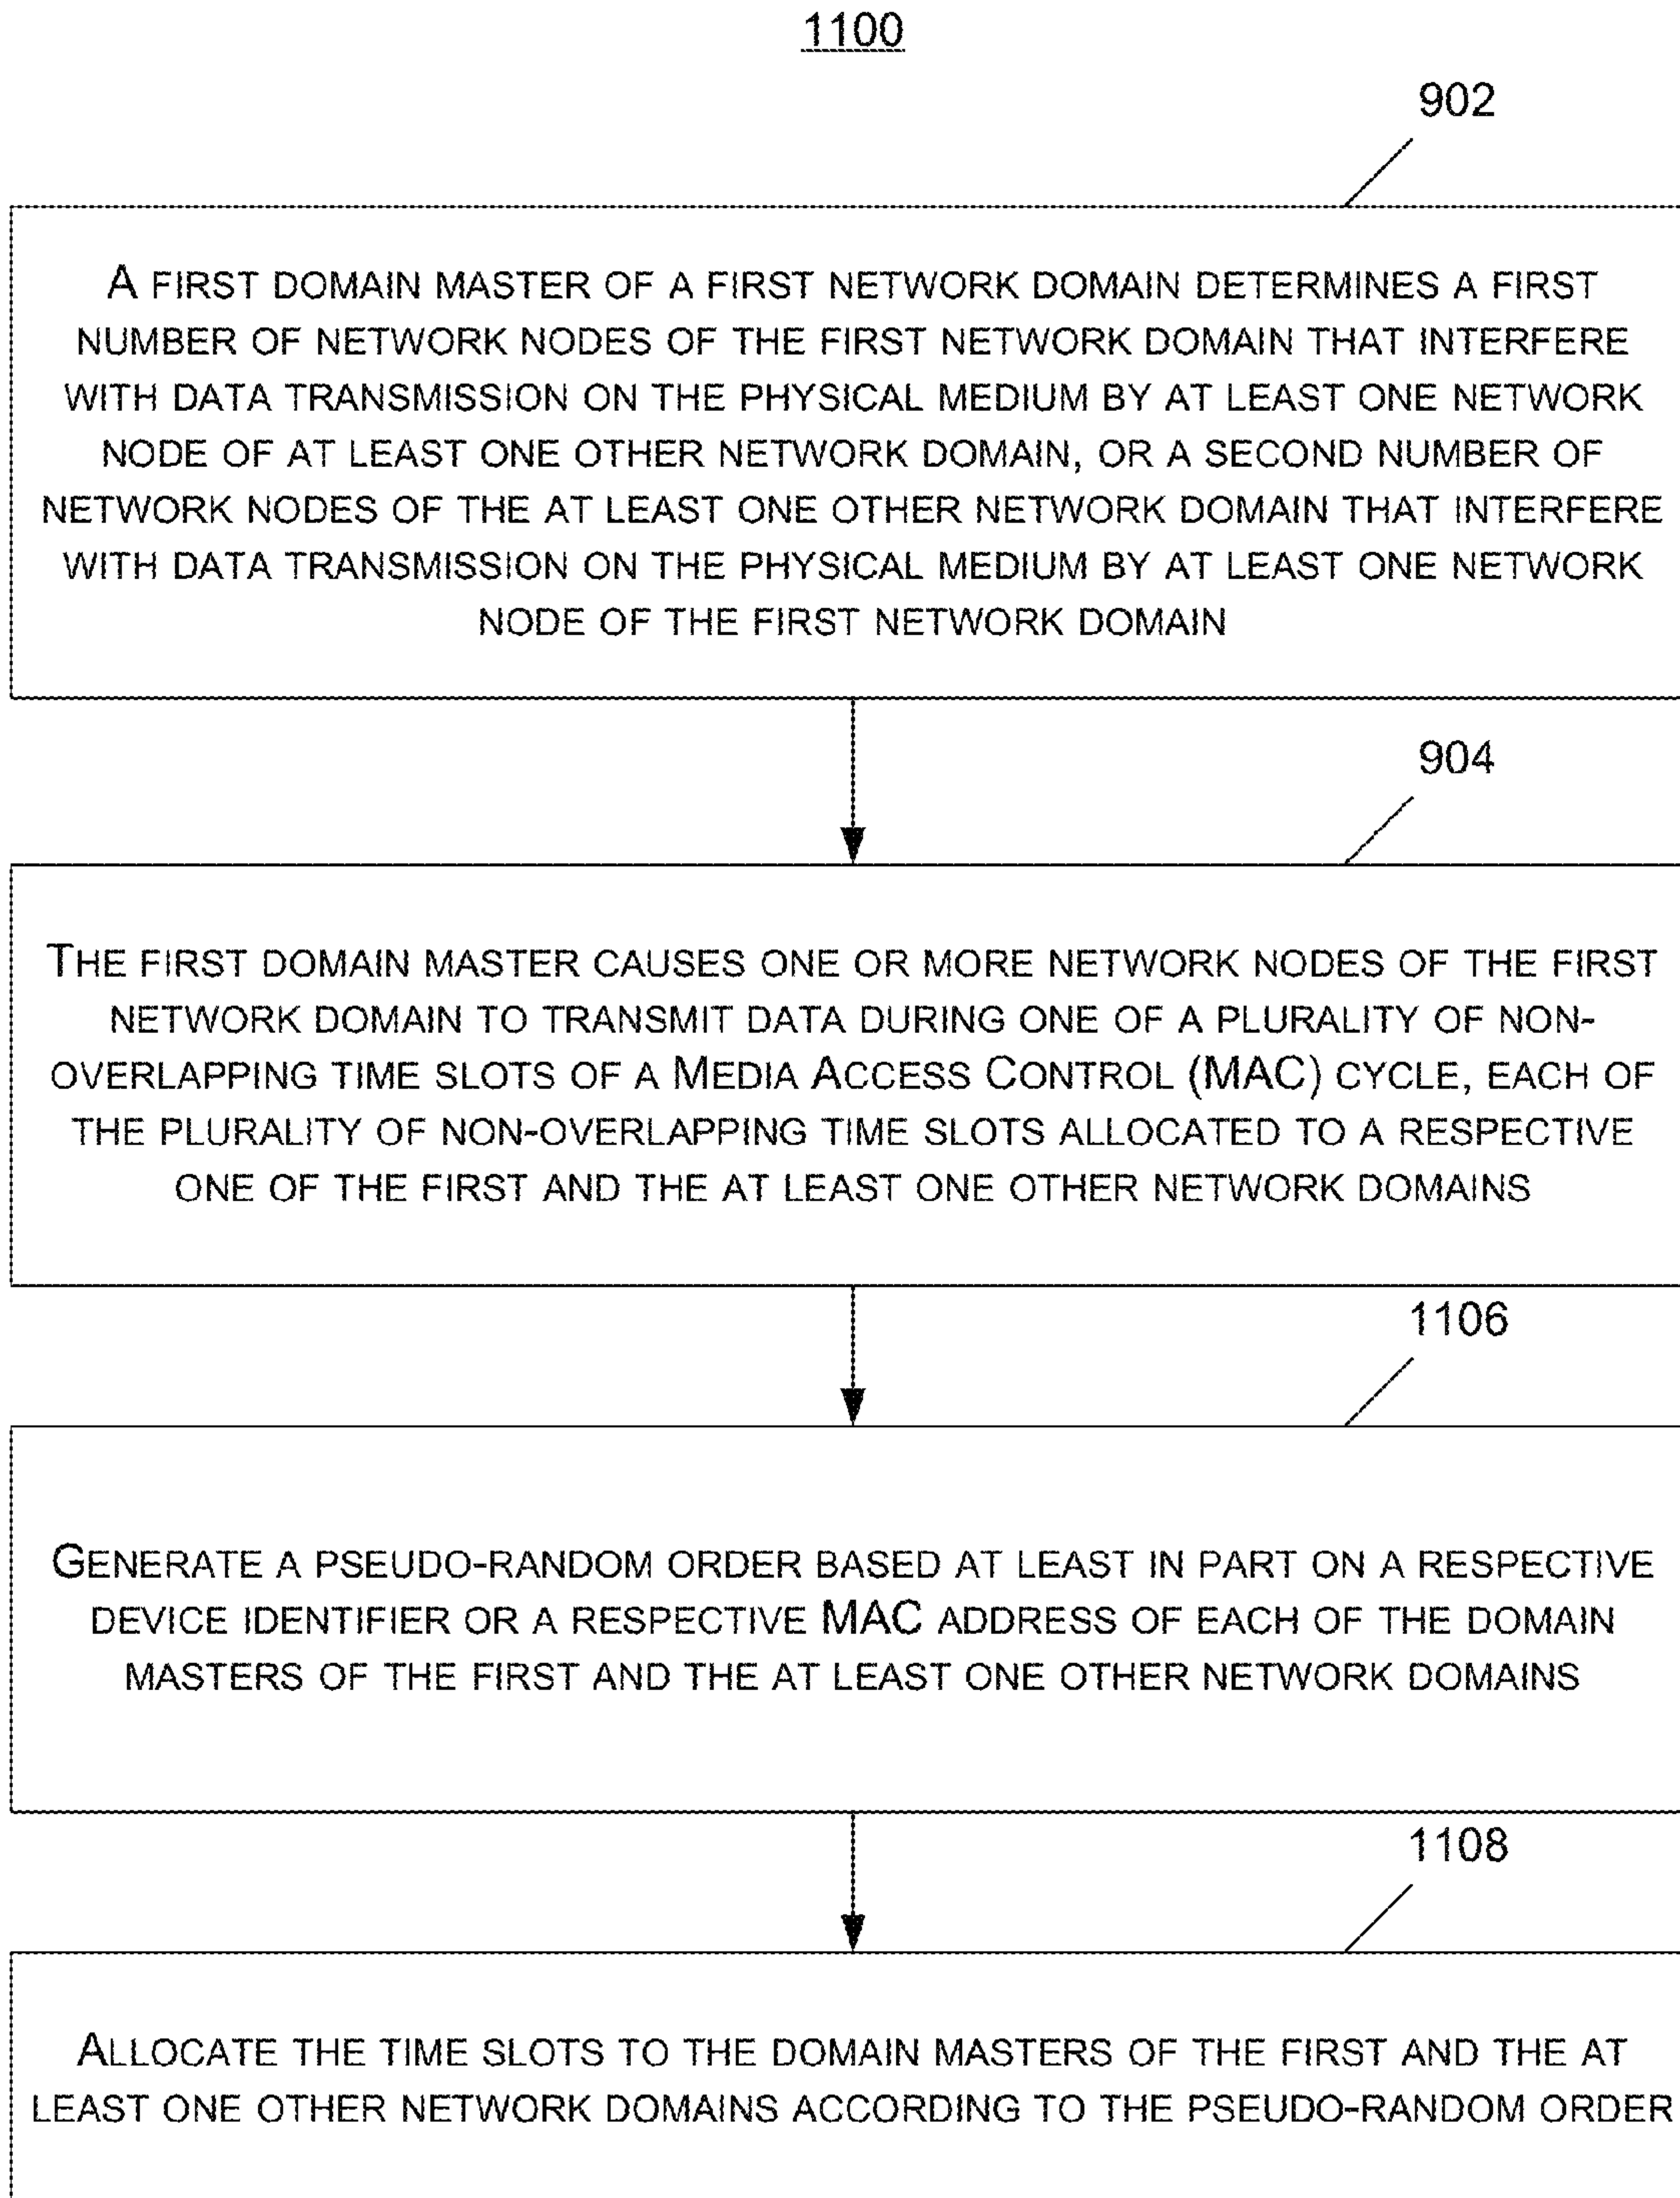 1100
902
A FIRST DOMAIN MASTER OF A FIRST NETWORK DOMAIN DETERMINES A FIRST
NUMBER OF NETWORK NODES OF THE FIRST NETWORK DOMAIN THAT INTERFERE
WITH DATA TRANSMISSION ON THE PHYSICAL MEDIUM BY AT LEAST ONE NETWORK
NODE OF AT LEAST ONE OTHER NETWORK DOMAIN, OR A SECOND NUMBER OF
NETWORK NODES OF THE AT LEAST ONE OTHER NETWORK DOMAIN THAT INTERFERE
WITH DATA TRANSMISSION ON THE PHYSICAL MEDIUM BY AT LEAST ONE NETWORK
NODE OF THE FIRST NETWORK DOMAIN
904
THE FIRST DOMAIN MASTER CAUSES ONE OR MORE NETWORK NODES OF THE FIRST
NETWORK DOMAIN TO TRANSMIT DATA DURING ONE OF A PLURALITY OF NON-
OVERLAPPING TIME SLOTS OF A MEDIA ACCESS CONTROL (MAC) CYCLE, EACH OF
THE PLURALITY OF NON-OVERLAPPING TIME SLOTS ALLOCATED TO A RESPECTIVE
ONE OF THE FIRST AND THE AT LEAST ONE OTHER NETWORK DOMAINS
1106
GENERATE A PSEUDO-RANDOM ORDER BASED AT LEAST IN PART ON A RESPECTIVE
DEVICE IDENTIFIER OR A RESPECTIVE MAC ADDRESS OF EACH OF THE DOMAIN
MASTERS OF THE FIRST AND THE AT LEAST ONE OTHER NETWORK DOMAINS
1108
ALLOCATE THE TIME SLOTS TO THE DOMAIN MASTERS OF THE FIRST AND THE AT
LEAST ONE OTHER NETWORK DOMAINS ACCORDING TO THE PSEUDO-RANDOM ORDER